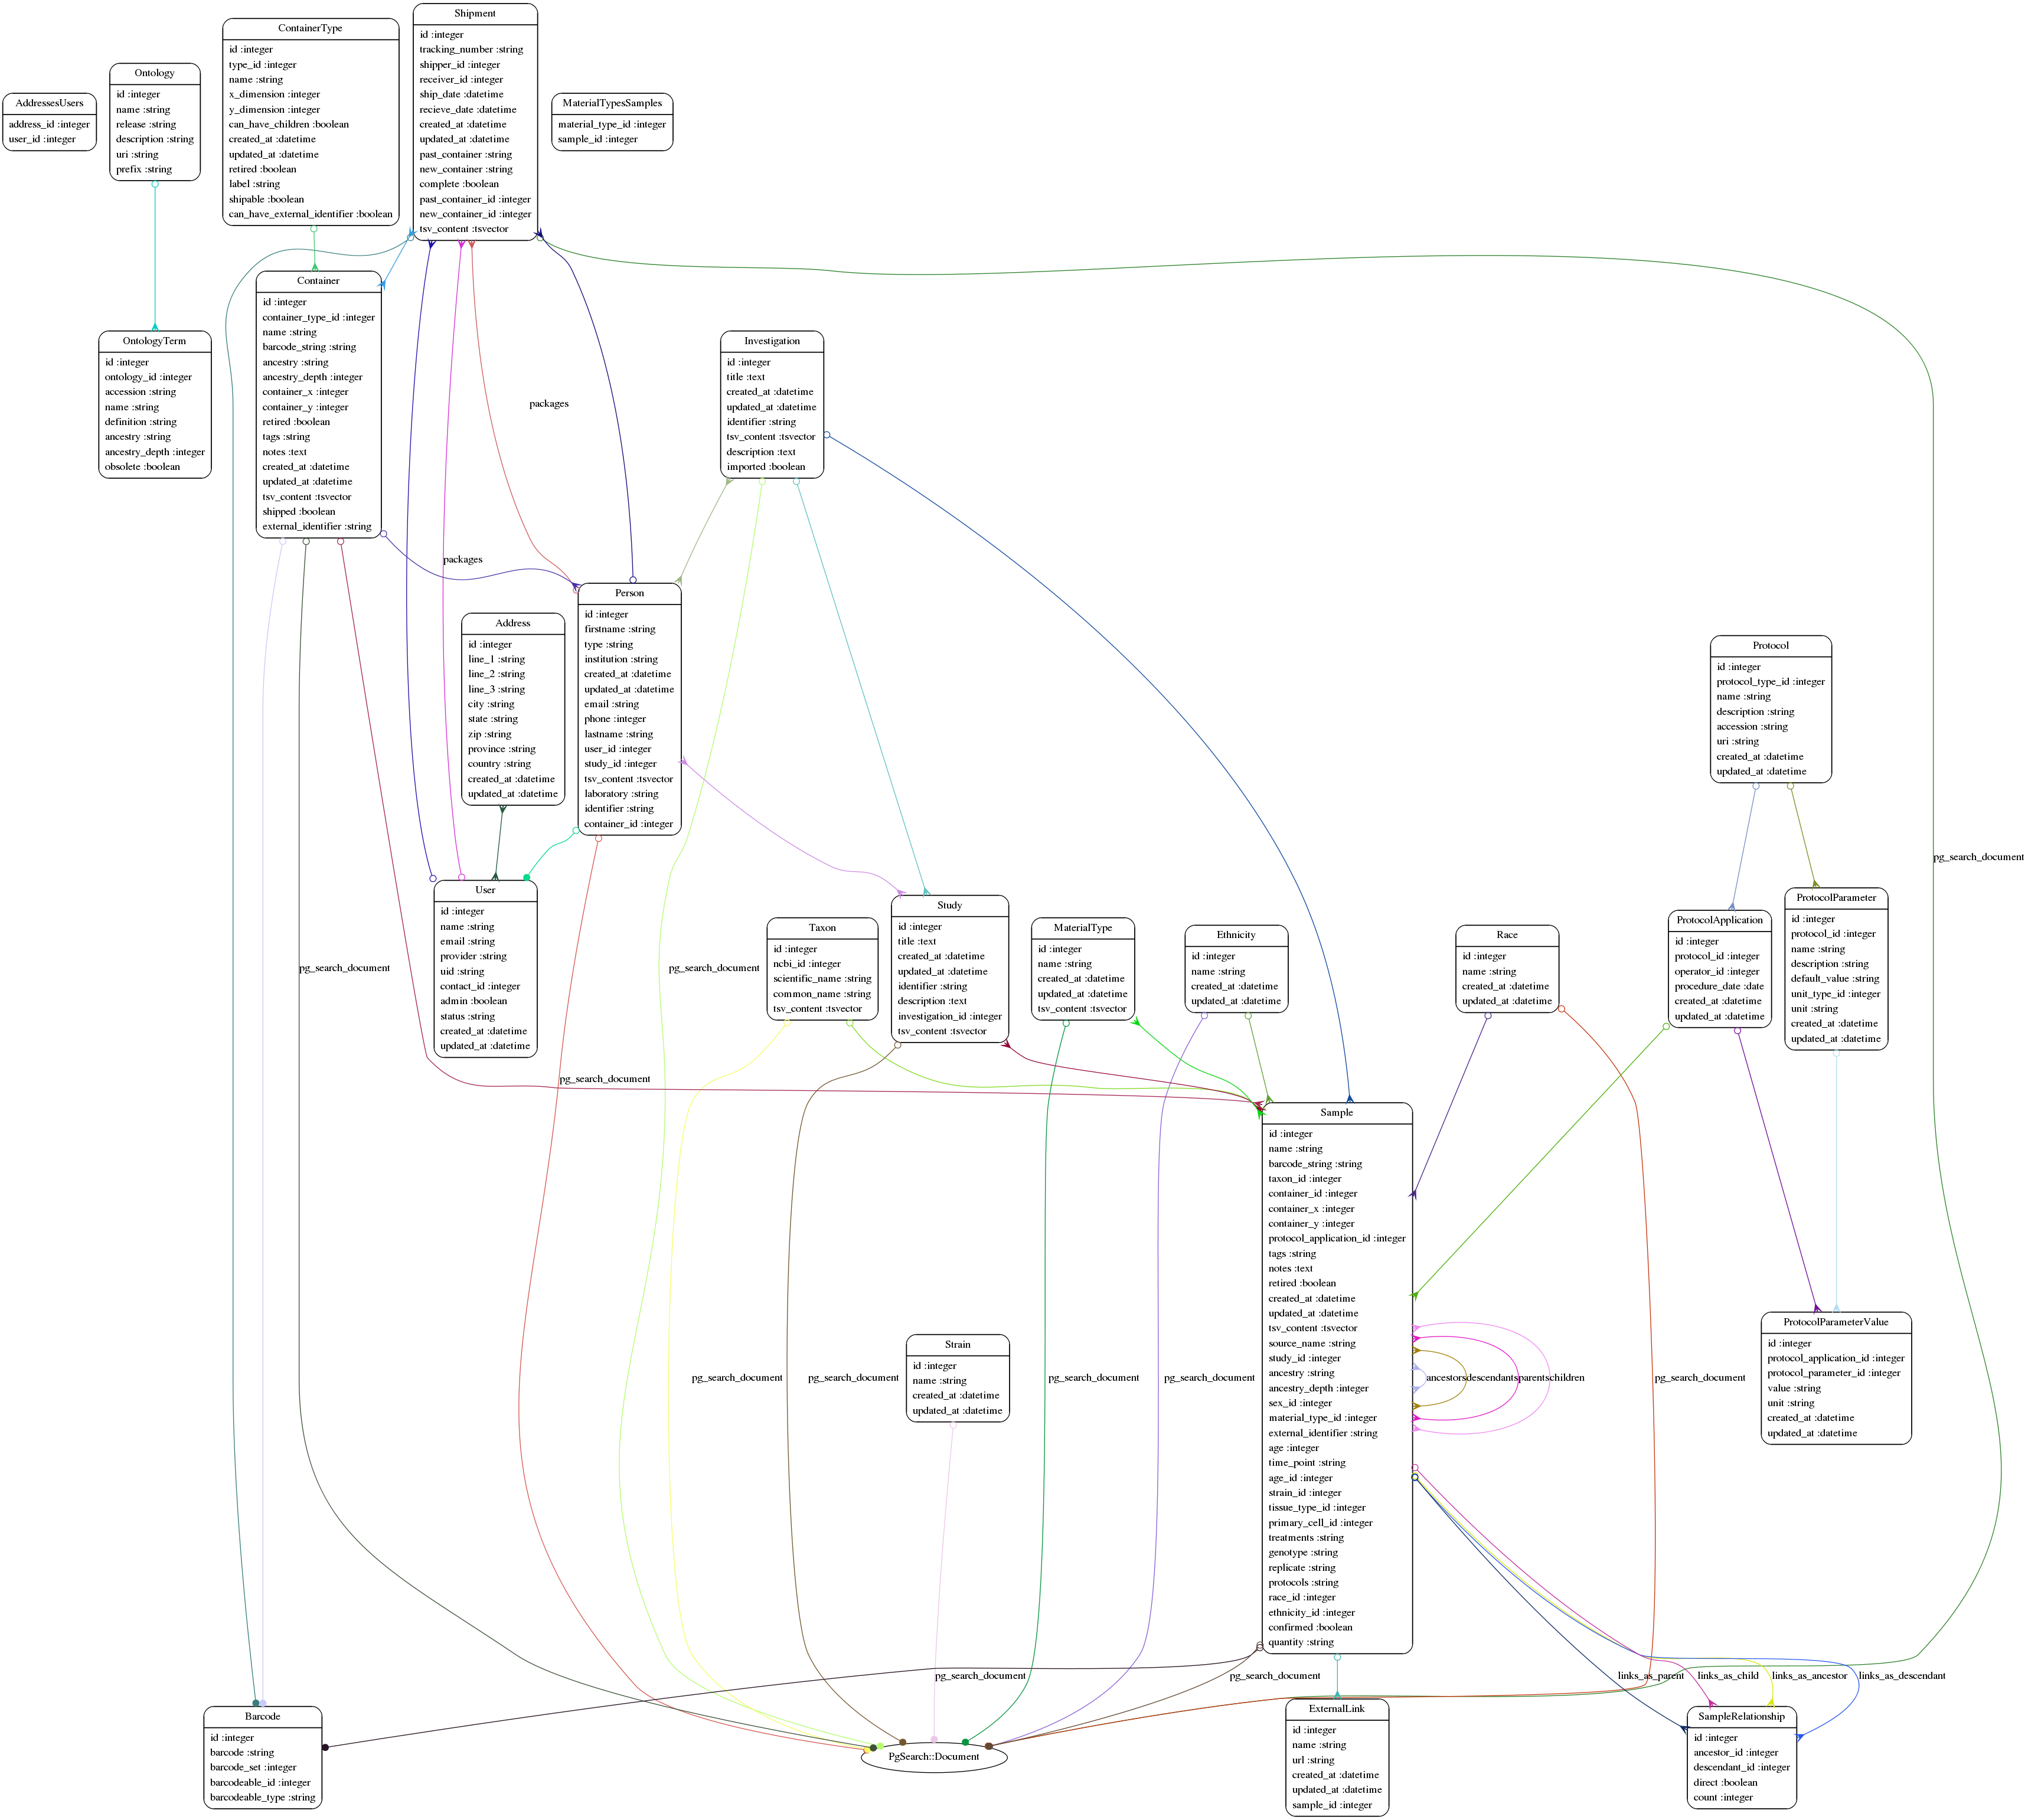 Shipment
id :integer
tracking_number :string
shipper_id :integer
receiver_id :integer
ship_date :datetime
recieve_date :datetime
created_at :datetime
updated_at :datetime
past_container :string
new_container :string
complete :boolean
past_container_id :integer
new_container_id :integer
tsv_content :tsvector
ContainerType
id :integer
type_id :integer
name :string
x_dimension :integer
y_dimension :integer
can_have_children :boolean
created_at :datetime
updated_at :datetime
retired :boolean
label :string
shipable :boolean
can_have_external_identifier :boolean
Ontology
id :integer
name :string
release :string
description :string
uri :string
prefix :string
AddressesUsers
address_id :integer
user_id :integer
MaterialTypesSamples
material_type_id :integer
sample_id :integer
Container
id :integer
container_type_id :integer
name :string
barcode_string :string
ancestry :string
ancestry_depth :integer
container_x :integer
container_y :integer
retired :boolean
tags :string
notes :text
created_at :datetime
updated_at :datetime
tsv_content :tsvector
shipped :boolean
external_identifier :string
OntologyTerm
id :integer
ontology_id :integer
accession :string
name :string
definition :string
ancestry :string
ancestry_depth :integer
obsolete :boolean
Investigation
id :integer
title :text
created_at :datetime
updated_at :datetime
identifier :string
tsv_content :tsvector
description :text
imported :boolean
packages
packages
Person
id :integer
firstname :string
type :string
institution :string
created_at :datetime
updated_at :datetime
email :string
phone :integer
lastname :string
user_id :integer
study_id :integer
tsv_content :tsvector
laboratory :string
identifier :string
container_id :integer
Address
id :integer
line_1 :string
line_2 :string
line_3 :string
city :string
state :string
zip :string
province :string
country :string
created_at :datetime
updated_at :datetime
Protocol
id :integer
protocol_type_id :integer
name :string
description :string
accession :string
uri :string
created_at :datetime
updated_at :datetime
pg_search_document
User
id :integer
name :string
email :string
provider :string
uid :string
contact_id :integer
admin :boolean
status :string
created_at :datetime
updated_at :datetime
pg_search_document
pg_search_document
Taxon
id :integer
ncbi_id :integer
scientific_name :string
common_name :string
tsv_content :tsvector
Study
id :integer
title :text
created_at :datetime
updated_at :datetime
identifier :string
description :text
investigation_id :integer
tsv_content :tsvector
MaterialType
id :integer
name :string
created_at :datetime
updated_at :datetime
tsv_content :tsvector
Ethnicity
id :integer
name :string
created_at :datetime
updated_at :datetime
Race
id :integer
name :string
created_at :datetime
updated_at :datetime
ProtocolApplication
id :integer
protocol_id :integer
operator_id :integer
procedure_date :date
created_at :datetime
updated_at :datetime
ProtocolParameter
id :integer
protocol_id :integer
name :string
description :string
default_value :string
unit_type_id :integer
unit :string
created_at :datetime
updated_at :datetime
pg_search_document
Sample
id :integer
name :string
barcode_string :string
taxon_id :integer
container_id :integer
container_x :integer
container_y :integer
protocol_application_id :integer
tags :string
notes :text
retired :boolean
created_at :datetime
updated_at :datetime
tsv_content :tsvector
source_name :string
study_id :integer
ancestry :string
ancestry_depth :integer
sex_id :integer
material_type_id :integer
external_identifier :string
age :integer
time_point :string
age_id :integer
strain_id :integer
tissue_type_id :integer
primary_cell_id :integer
treatments :string
genotype :string
replicate :string
protocols :string
race_id :integer
ethnicity_id :integer
confirmed :boolean
quantity :string
ancestors
descendants
parents
children
Strain
id :integer
name :string
created_at :datetime
updated_at :datetime
ProtocolParameterValue
id :integer
protocol_application_id :integer
protocol_parameter_id :integer
value :string
unit :string
created_at :datetime
updated_at :datetime
pg_search_document
pg_search_document
pg_search_document
pg_search_document
pg_search_document
pg_search_document
pg_search_document
links_as_parent
links_as_child
links_as_ancestor
links_as_descendant
Barcode
id :integer
barcode :string
barcode_set :integer
barcodeable_id :integer
barcodeable_type :string
PgSearch::Document
ExternalLink
id :integer
name :string
url :string
created_at :datetime
updated_at :datetime
sample_id :integer
SampleRelationship
id :integer
ancestor_id :integer
descendant_id :integer
direct :boolean
count :integer